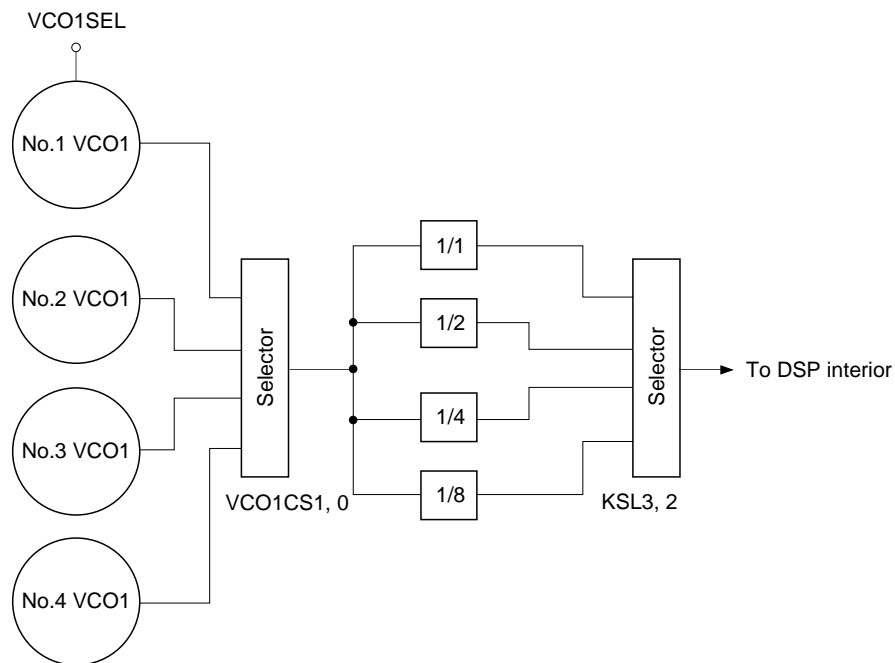 VCO1SEL
No.1 VCO1
No.2 VCO1
No.3 VCO1
No.4 VCO1
Selector
VCO1CS1, 0
1/1
1/2
1/4
1/8
Selector
KSL3, 2
To DSP interior